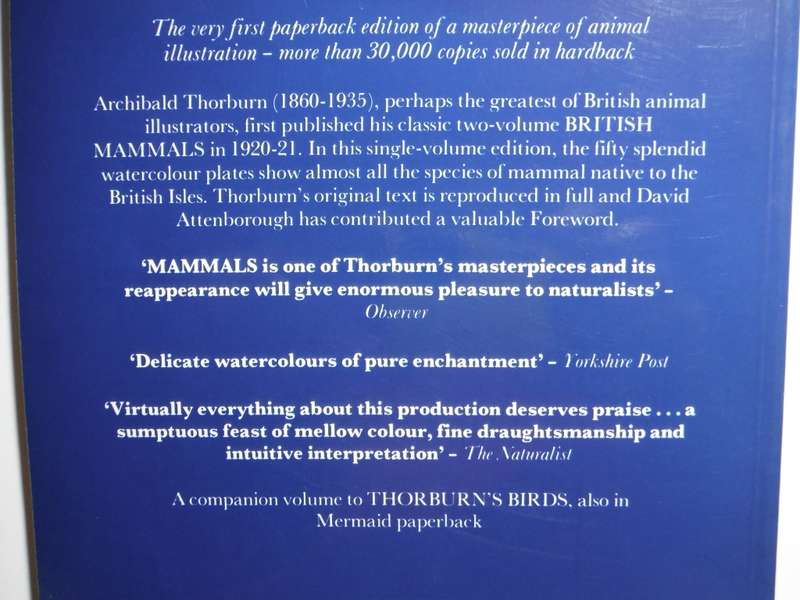 The very first paperback edition of a masterpiece of animal
illustration – more than 30,000 copies sold in hardback
Archibald Thorburn (1860-1935), perhaps the greatest of British animal
illustrators, first published his classic two-volume BRITISH
MAMMALS in 1920-21. In this single-volume edition, the fifty splendid
watercolour plates show almost all the species of mammal native to the
British Isles. Thorburn's original text is reproduced in full and David
Attenborough has contributed a valuable Foreword.
‘MAMMALS is one of Thorburn's masterpieces and its
reappearance will give enormous pleasure to naturalists’ –
Observer
‘Delicate watercolours of pure enchantment’ – Yorkshire Post
‘Virtually everything about this production deserves praise . . . a
sumptuous feast of mellow colour, fine draughtsmanship and
intuitive interpretation’ – The Naturalist
A companion volume to THORBURN'S BIRDS, also in
Mermaid paperback